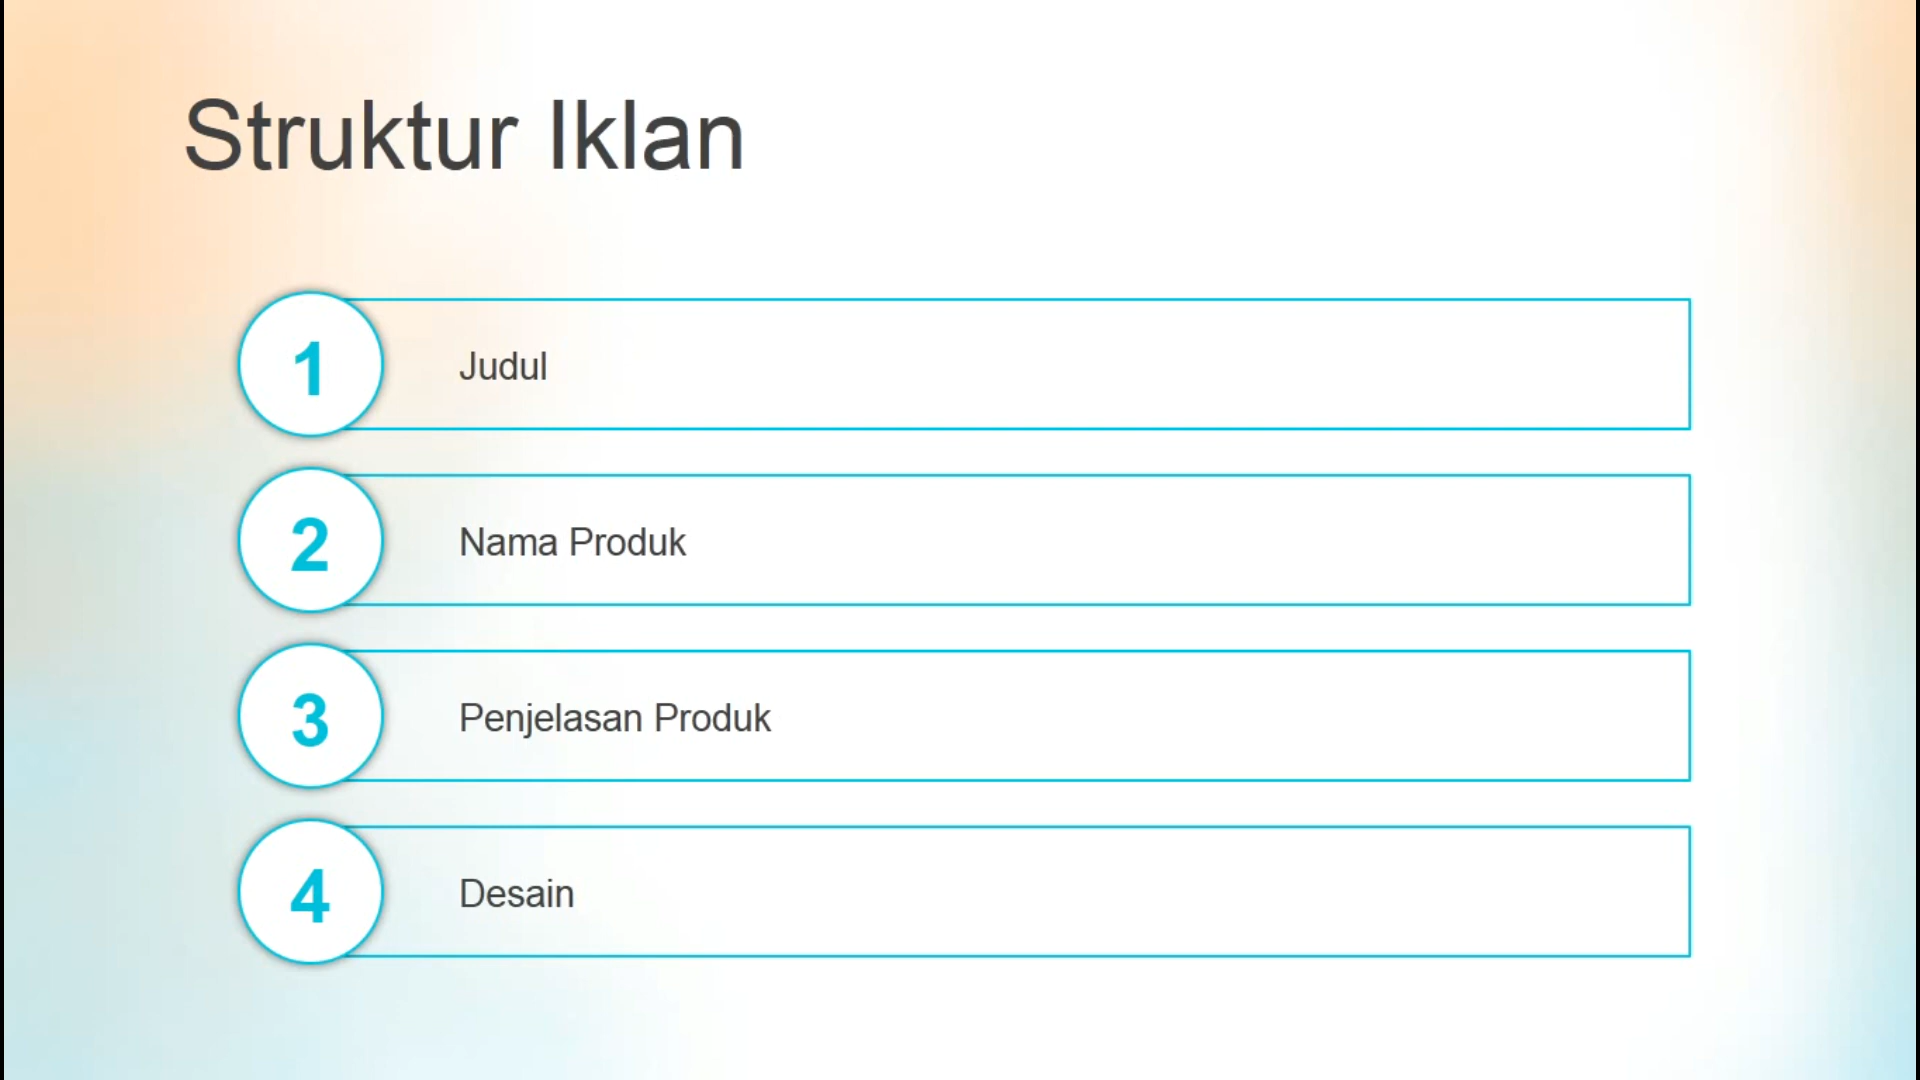 Struktur Iklan
1
Judul
2
Nama Produk
3
Penjelasan Produk
4
Desain